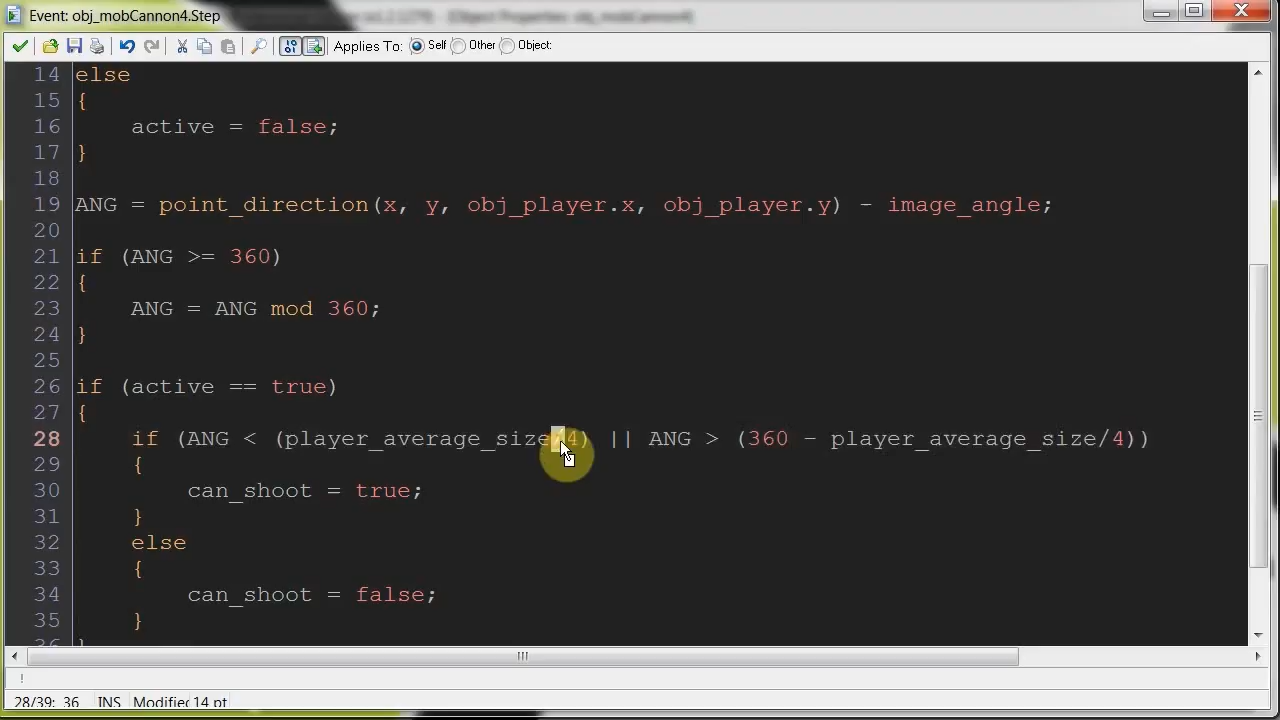 Event: obj_mobCannon4.Step
Applies To: Self Other Object:
14 else
15 {
16 active = false;
17 }
18
19 ANG = point_direction(x, y, obj_player.x, obj_player.y) - image_angle;
20
21 if (ANG >= 360)
22 {
23 ANG = ANG mod 360;
24 }
25
26 if (active == true)
27 {
28 if (ANG < (player_average_size/4) || ANG > (360 - player_average_size/4))
29 {
30 can_shoot = true;
31 }
32 else
33 {
34 can_shoot = false;
35 }
36 }
!
28/39: 36 INS Modified 14 pt